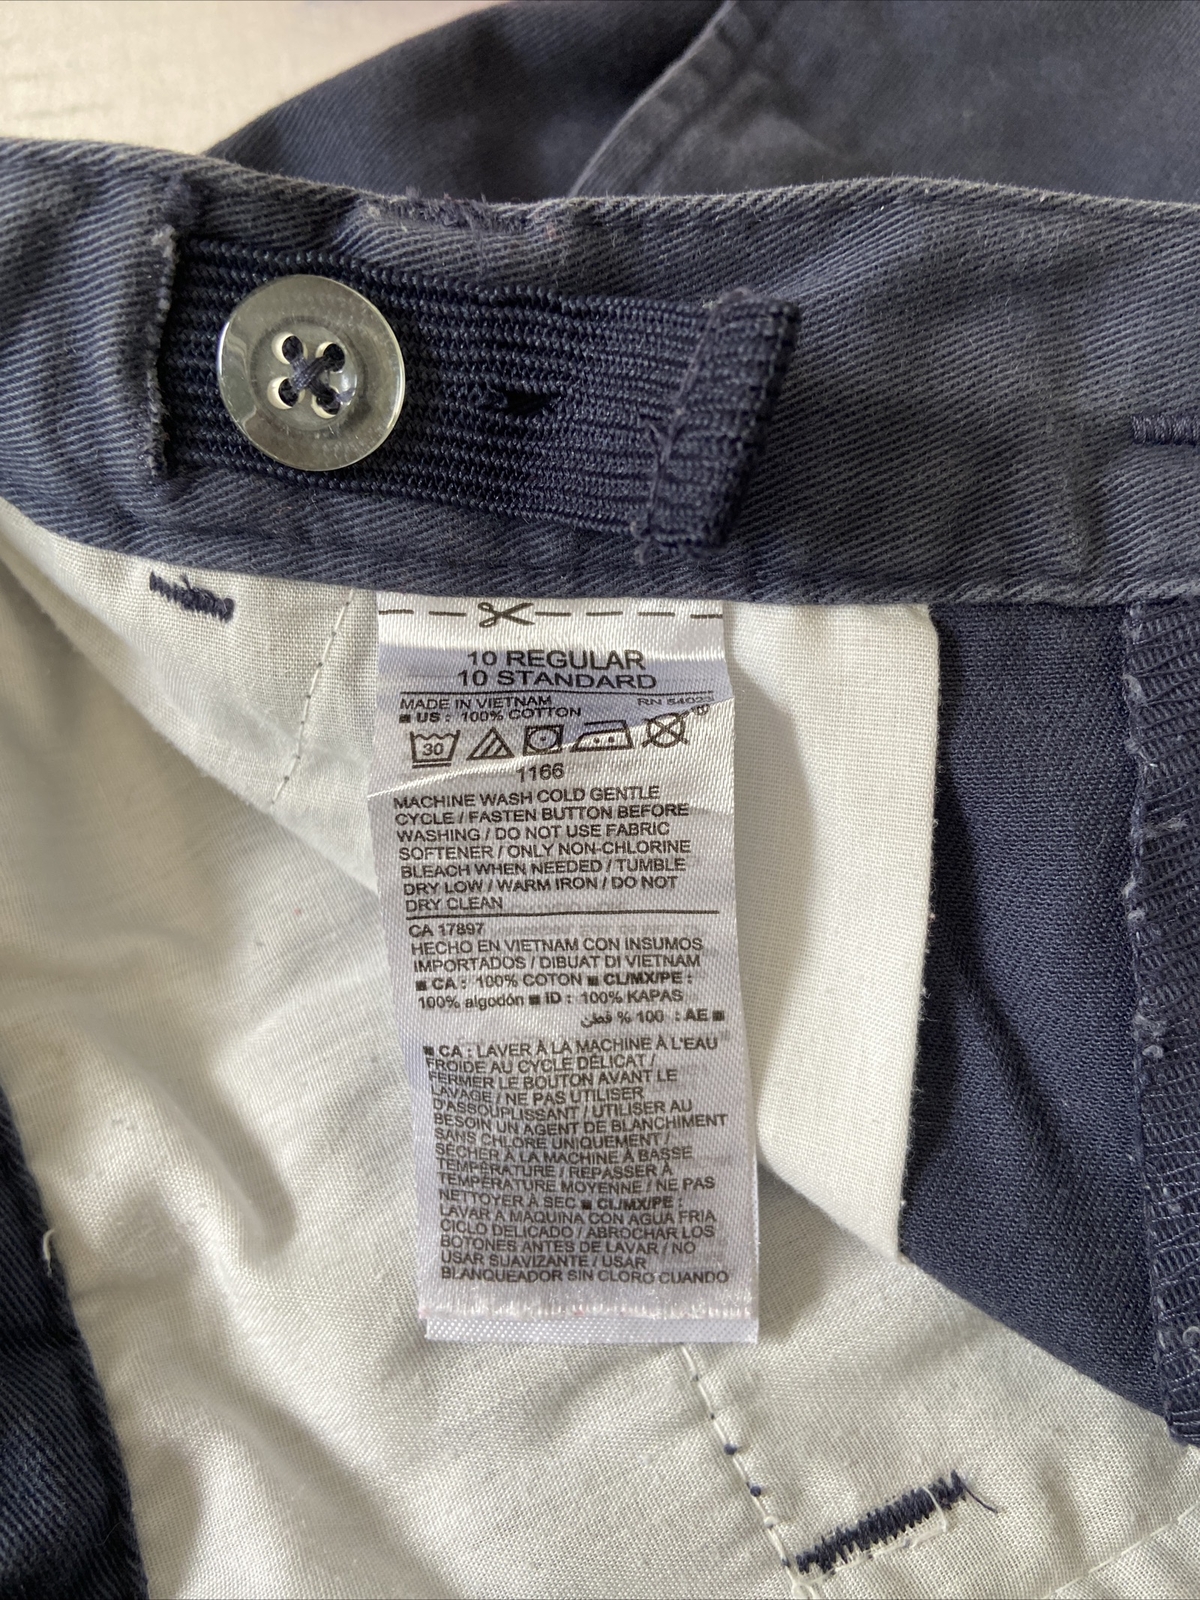 10 REGULAR
10 STANDARD
MADE IN VIETNAM RN
■ US : 100% COTTON
30
1166
MACHINE WASH COLD GENTLE
CYCLE / FASTEN BUTTON BEFORE
WASHING / DO NOT USE FABRIC
SOFTENER / ONLY NON-CHLORINE
BLEACH WHEN NEEDED / TUMBLE
DRY LOW / WARM IRON / DO NOT
DRY CLEAN
CA 17897
HECHO EN VIETNAM CON INSUMOS
IMPORTADOS / DIBUAT DI VIETNAM
■ CA : 100% COTON ■ CL/MX/PE :
100% algodón ■ ID : 100% KAPAS
■ AE : 100 % قطن
■ CA : LAVER À LA MACHINE À L'EAU
FROIDE AU CYCLE DÉLICAT /
FERMER LE BOUTON AVANT LE
LAVAGE / NE PAS UTILISER
D'ASSOUPLISSANT / UTILISER AU
BESOIN UN AGENT DE BLANCHIMENT
SANS CHLORE UNIQUEMENT /
SÉCHER À LA MACHINE À BASSE
TEMPÉRATURE / REPASSER À
TEMPÉRATURE MOYENNE / NE PAS
NETTOYER À SEC ■ CL/MX/PE :
LAVAR A MAQUINA CON AGUA FRIA
CICLO DELICADO / ABROCHAR LOS
BOTONES ANTES DE LAVAR / NO
USAR SUAVIZANTE / USAR
BLANQUEADOR SIN CLORO CUANDO